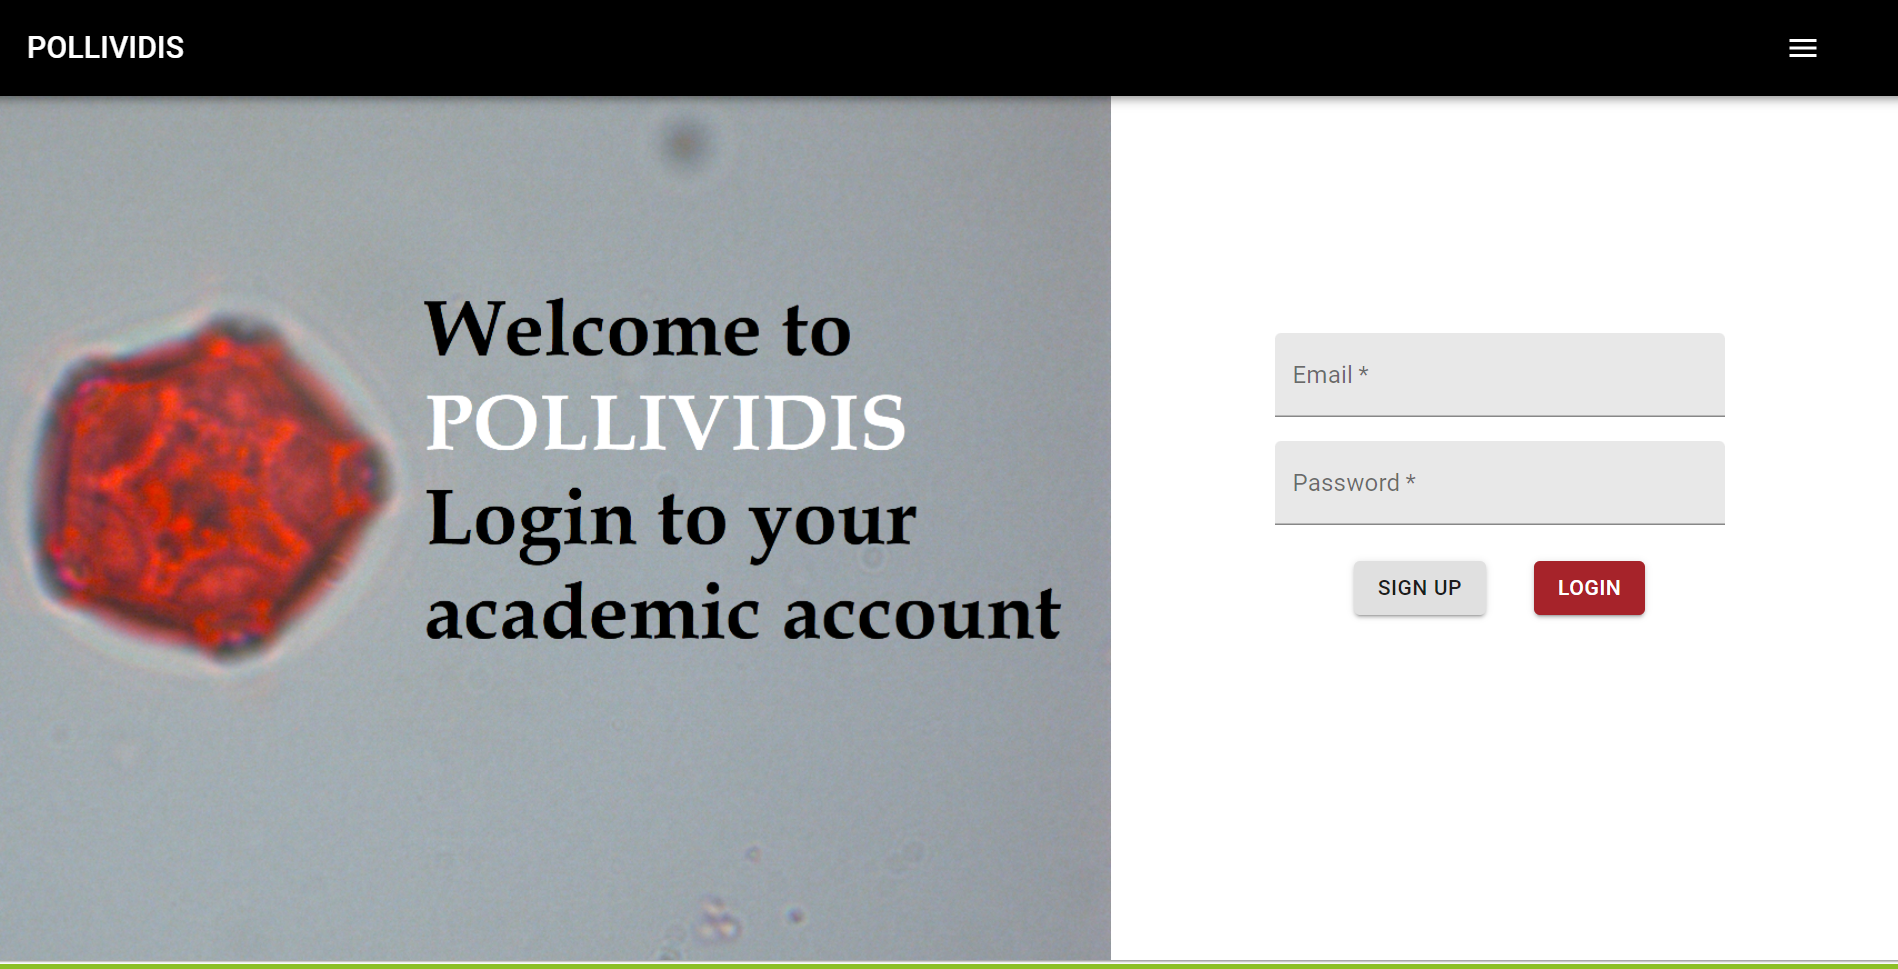 POLLIVIDIS
Welcome to
POLLIVIDIS
Login to your
academic account
Email *
Password *
SIGN UP
LOGIN